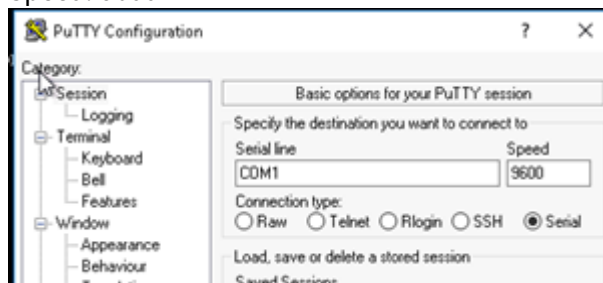 PuTTY Configuration ? ×
Category:
Session
Logging
Terminal
Keyboard
Bell
Features
Window
Appearance
Behaviour
Basic options for your PuTTY session
Specify the destination you want to connect to
Serial line Speed
COM1 9600
Connection type:
Raw Telnet Rlogin SSH Serial
Load, save or delete a stored session
Saved Sessions